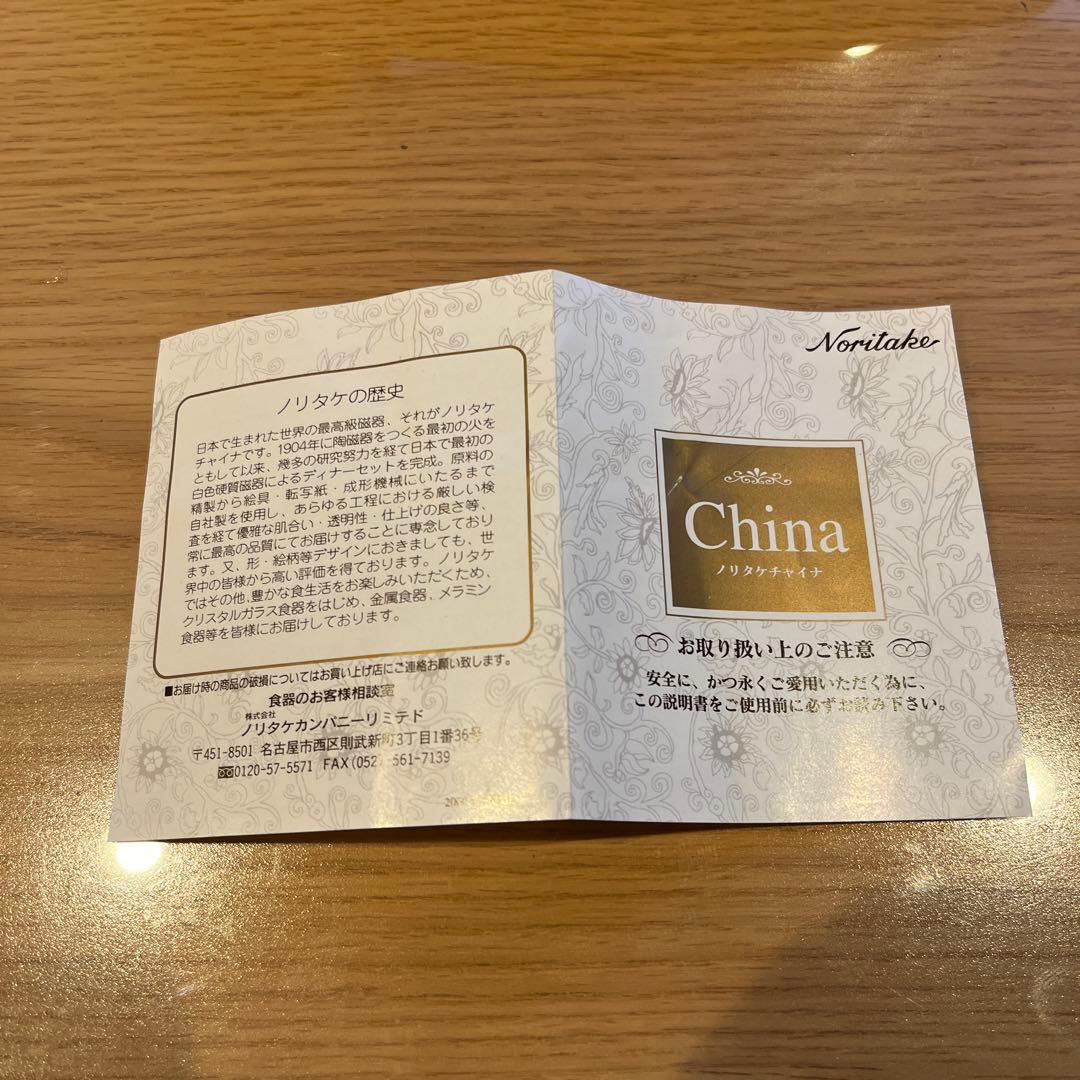 ノリタケの歴史
日本で生まれた世界の最高級磁器、それがノリタケ
チャイナです。1904年に陶磁器をつくる最初の火を
ともして以来、幾多の研究努力を経て日本で最初の
白色硬質磁器によるディナーセットを完成。原料の
精製から絵具・転写紙・成形機械にいたるまで
自社製を使用し、あらゆる工程における厳しい検
査を経て優雅な肌合い・透明性・仕上げの良さ等、
常に最高の品質にてお届けすることに専念しており
ます。又、形・絵柄等デザインにおきましても、世
界中の皆様から高い評価を得ております。ノリタケ
ではその他、豊かな食生活をお楽しみいただくため、
クリスタルガラス食器をはじめ、金属食器、メラミン
食器等を皆様にお届けしております。
■お届け時の商品の破損についてはお買い上げ店にご連絡お願い致します。
食器のお客様相談室
株式会社
ノリタケカンパニーリミテド
〒451-8501 名古屋市西区則武新町3丁目1番36号
0120-57-5571 FAX(052) 561-7139
Noritake
China
ノリタケチャイナ
お取り扱い上のご注意
安全に、かつ永くご愛用いただく為に、
この説明書をご使用前に必ずお読み下さい。